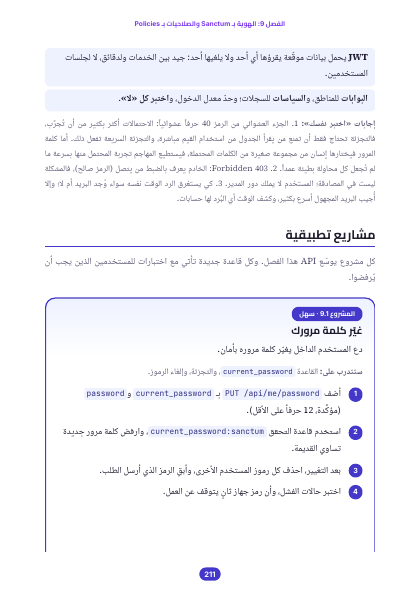 الفصل 9: الهوية بـ Sanctum والصلاحيات بـ Policies
JWT يحمل بيانات موقّعة يقرؤها أي أحد ولا يلغيها أحد: جيد بين الخدمات ولدقائق، لا لجلسات
المستخدمين.
البوابات للمناطق، والسياسات للسجلات؛ وحدّ معدل الدخول، واختبر كل «لا».
إجابات «اختبر نفسك»: 1. الجزء العشوائي من الرمز 40 حرفاً عشوائياً: الاحتمالات أكثر بكثير من أن تُجرَّب،
فالتجزئة تحتاج فقط أن تمنع من يقرأ الجدول من استخدام القيم مباشرة، والتجزئة السريعة تفعل ذلك. أما كلمة
المرور فيختارها إنسان من مجموعة صغيرة من الكلمات المحتملة، فيستطيع المهاجم تجربة المحتمل منها بسرعة ما
لم تُجعل كل محاولة بطيئة عمداً. 2. 403 Forbidden: الخادم يعرف بالضبط من يتصل (الرمز صالح)، فالمشكلة
ليست في المصادقة؛ المستخدم لا يملك دور المدير. 3. كي يستغرق الرد الوقت نفسه سواء وُجد البريد أم لا؛ وإلا
أُجيب البريد المجهول أسرع بكثير، وكشف الوقت أي البُرد لها حسابات.
مشاريع تطبيقية
كل مشروع يوسّع API هذا الفصل. وكل قاعدة جديدة تأتي مع اختبارات للمستخدمين الذين يجب أن
يُرفضوا.
المشروع 9.1 · سهل
غيّر كلمة مرورك
دع المستخدم الداخل يغيّر كلمة مروره بأمان.
ستتدرب على: القاعدة current_password، والتجزئة، وإلغاء الرموز.
1 أضف PUT /api/me/password بـ current_password و password
(مؤكَّدة، 12 حرفاً على الأقل).
2 استخدم قاعدة التحقق current_password:sanctum، وارفض كلمة مرور جديدة
تساوي القديمة.
3 بعد التغيير، احذف كل رموز المستخدم الأخرى، وأبقِ الرمز الذي أرسل الطلب.
4 اختبر حالات الفشل، وأن رمز جهاز ثانٍ يتوقف عن العمل.
211